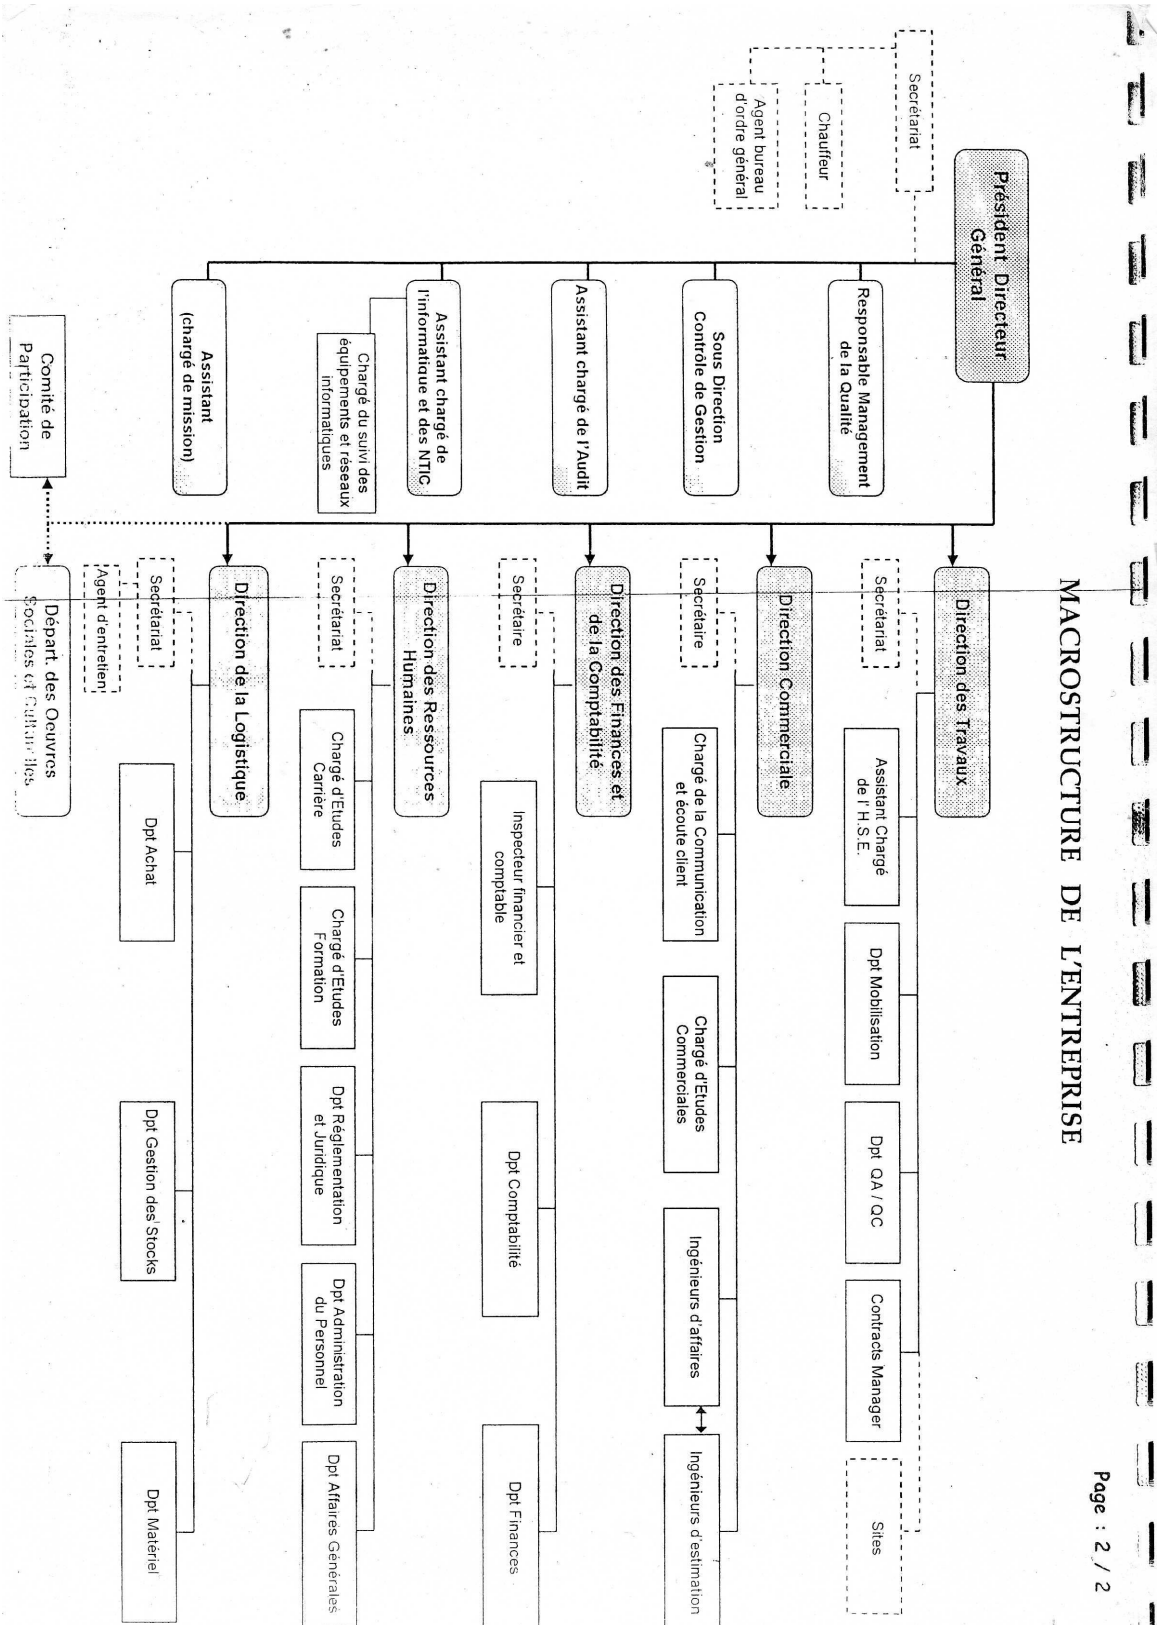 Page : 2 / 2
MACROSTRUCTURE DE L'ENTREPRISE
Président Directeur
Général
Secrétariat
Chauffeur
Agent bureau
d'ordre général
Responsable Management
de la Qualité
Sous Direction
Contrôle de Gestion
Assistant chargé de l'Audit
Assistant chargé de
l'informatique et des NTIC
Chargé du suivi des
équipements et réseaux
informatiques
Assistant
(chargé de mission)
Comité de
Participation
Direction des Travaux
Secrétariat
Assistant Chargé
de l' H.S.E.
Dpt Mobilisation
Dpt QA / QC
Contracts Manager
Sites
Direction Commerciale
Secrétaire
Chargé de la Communication
et écoute client
Chargé d'Etudes
Commerciales
Ingénieurs d'affaires
Ingénieurs d'estimation
Direction des Finances et
de la Comptabilité
Secrétaire
Inspecteur financier et
comptable
Dpt Comptabilité
Dpt Finances
Direction des Ressources
Humaines
Secrétariat
Chargé d'Etudes
Carrière
Chargé d'Etudes
Formation
Dpt Réglementation
et Juridique
Dpt Administration
du Personnel
Dpt Affaires Générales
Direction de la Logistique
Secrétariat
Agent d'entretien
Dpt Achat
Dpt Gestion des Stocks
Dpt Matériel
Départ. des Oeuvres
Sociales et Culturelles